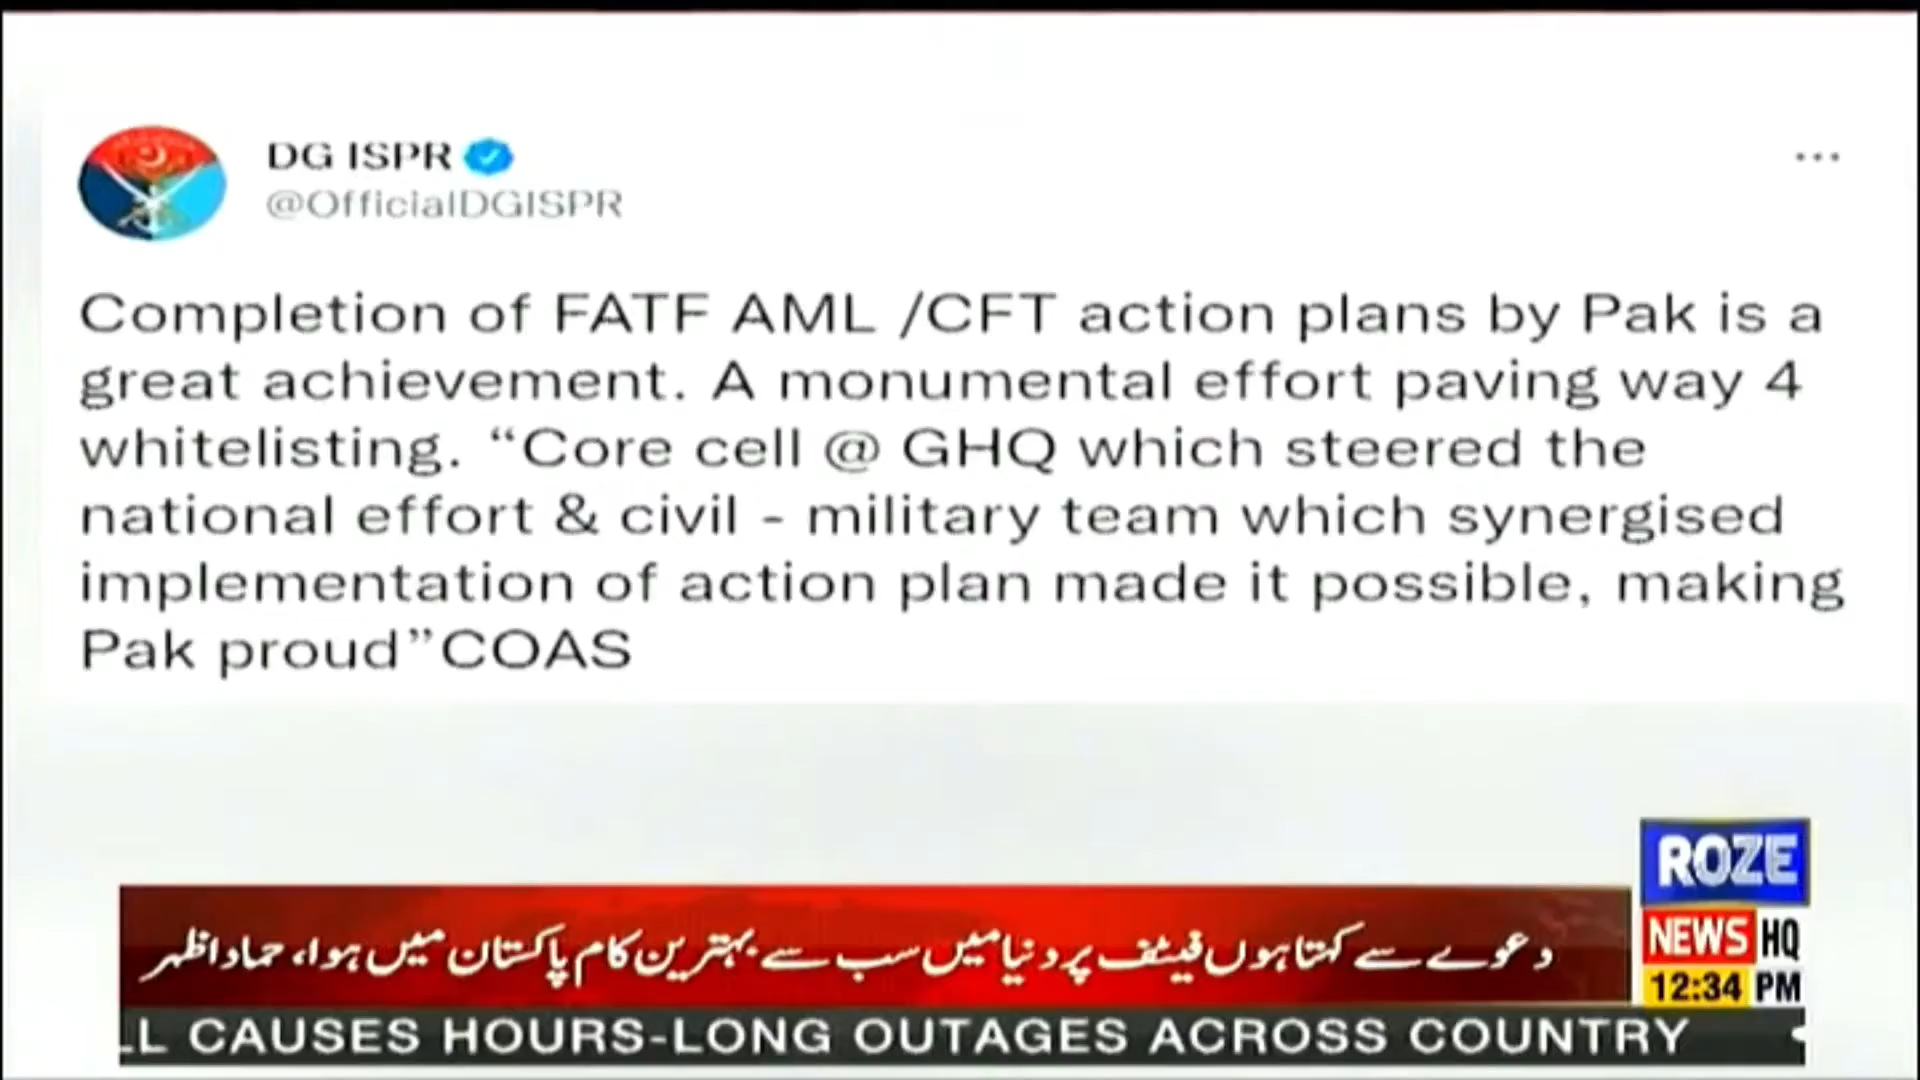 DG ISPR
@OfficialDGISPR
Completion of FATF AML /CFT action plans by Pak is a
great achievement. A monumental effort paving way 4
whitelisting. “Core cell @ GHQ which steered the
national effort & civil - military team which synergised
implementation of action plan made it possible, making
Pak proud”COAS
ROZE
NEWS HQ
12:34 PM
دعوے سے کہتا ہوں فیٹف پر دنیا میں سب سے بہترین کام پاکستان میں ہوا، حماد اظہر
LL CAUSES HOURS-LONG OUTAGES ACROSS COUNTRY